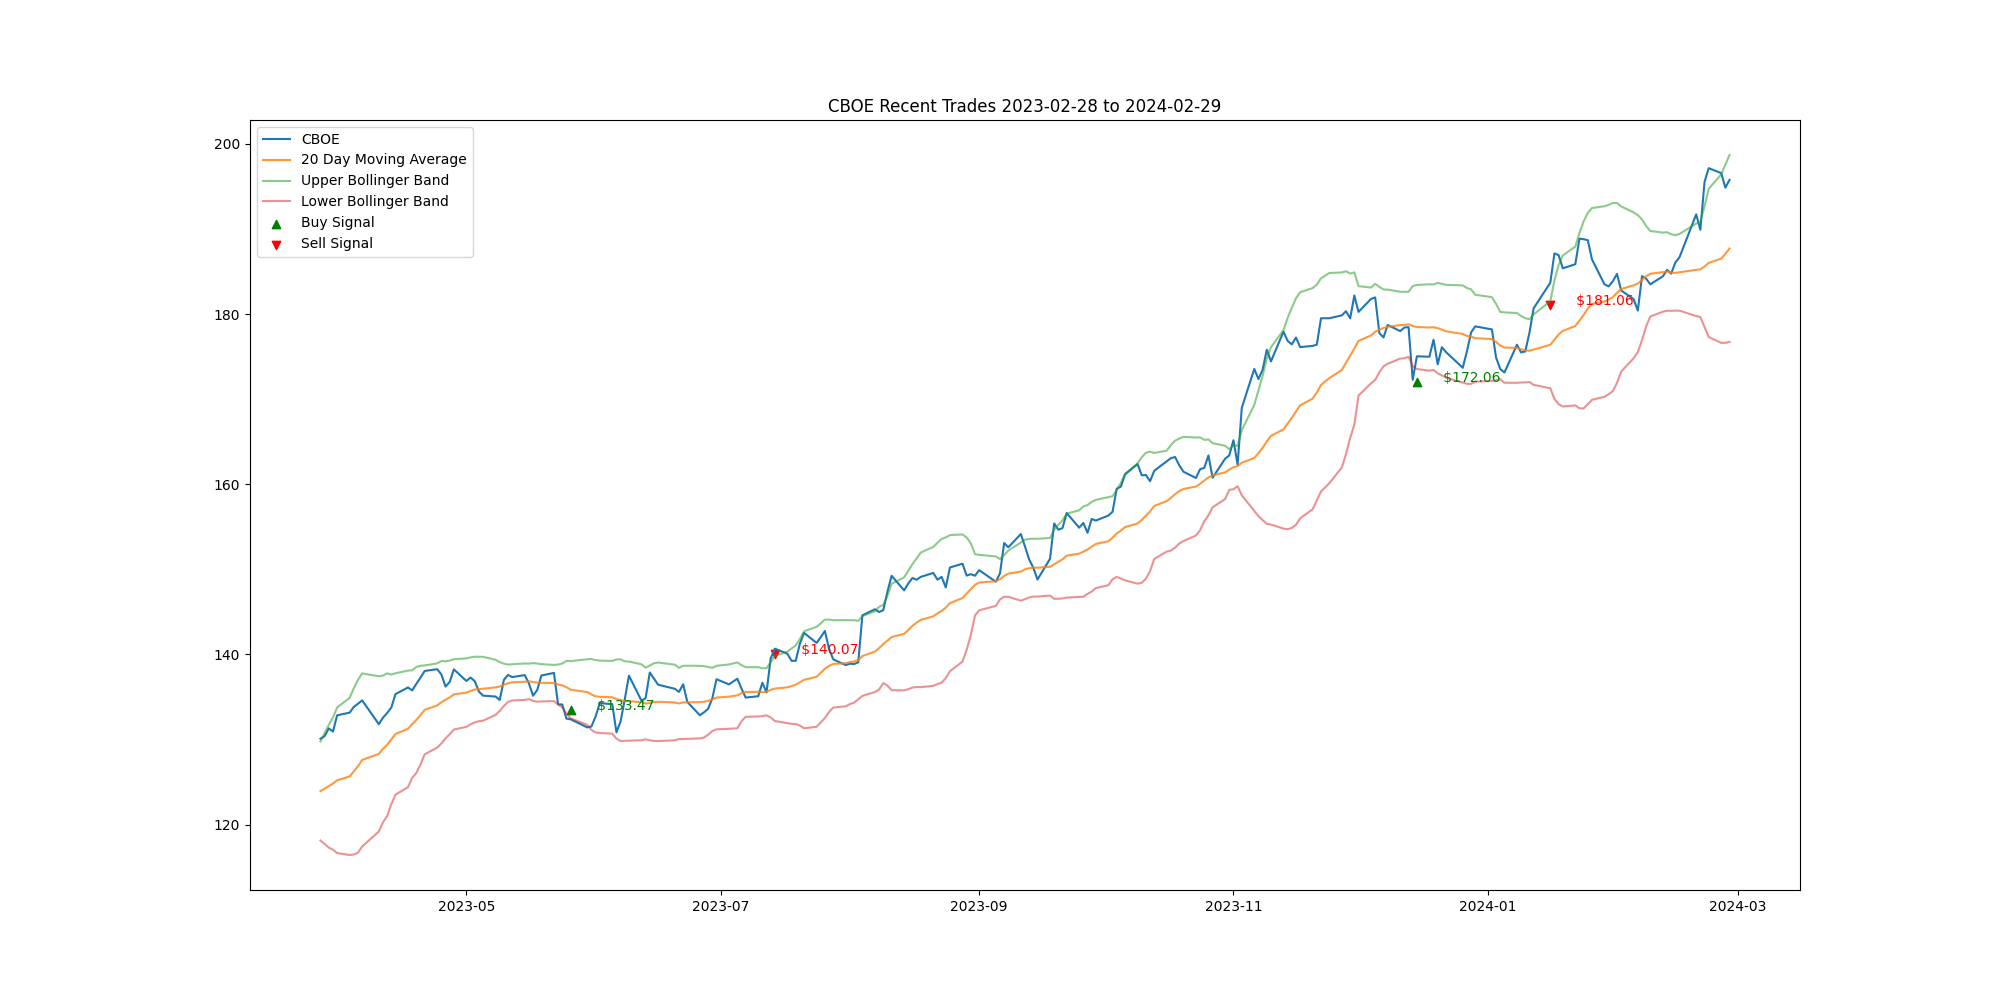 CBOE Recent Trades 2023-02-28 to 2024-02-29
CBOE
20 Day Moving Average
Upper Bollinger Band
Lower Bollinger Band
Buy Signal
Sell Signal
200
180
160
140
120
$181.06
$172.06
$140.07
$133.47
2023-05
2023-07
2023-09
2023-11
2024-01
2024-03